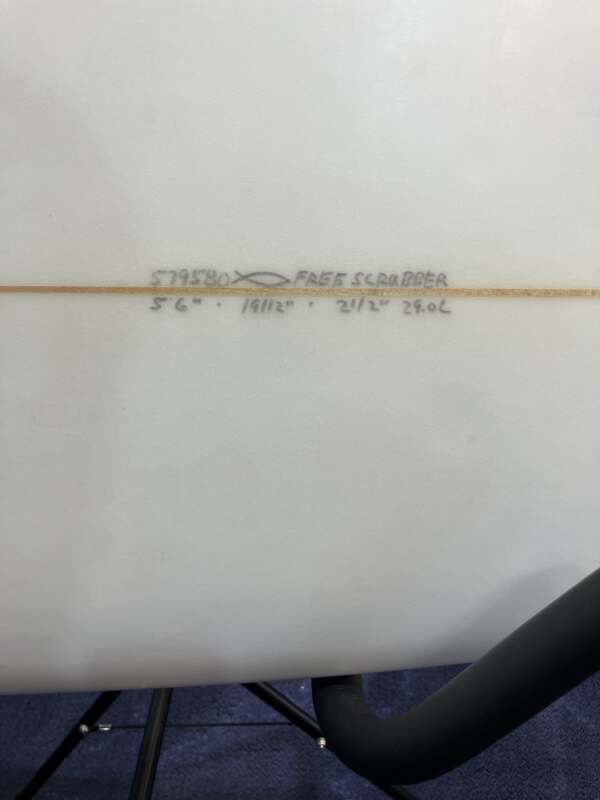 579580 FREE SCRUBBER
5'6" · 19 1/2" · 2 1/2" 29.0L